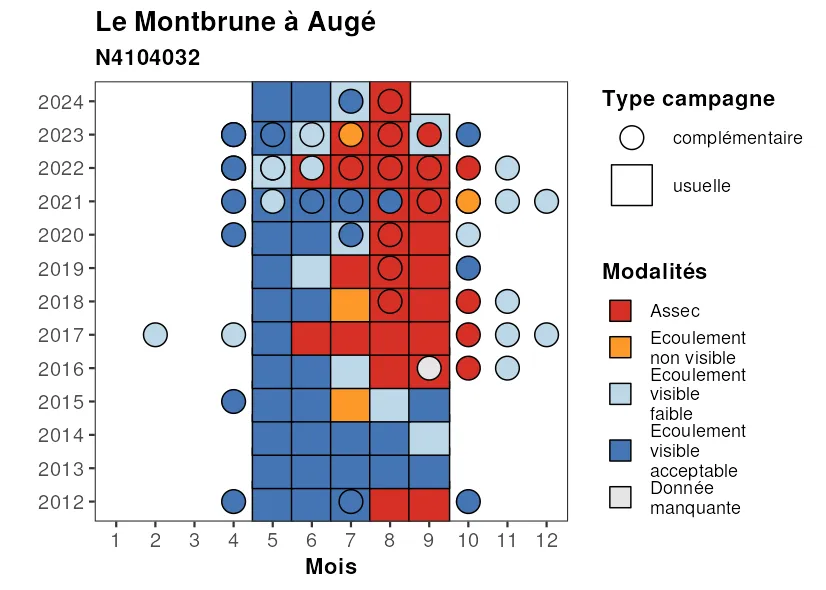 Le Montbrune à Augé
N4104032
2024
2023
2022
2021
2020
2019
2018
2017
2016
2015
2014
2013
2012
1 2 3 4 5 6 7 8 9 10 11 12
Mois
Type campagne
complémentaire
usuelle
Modalités
Assec
Ecoulement
non visible
Ecoulement
visible
faible
Ecoulement
visible
acceptable
Donnée
manquante